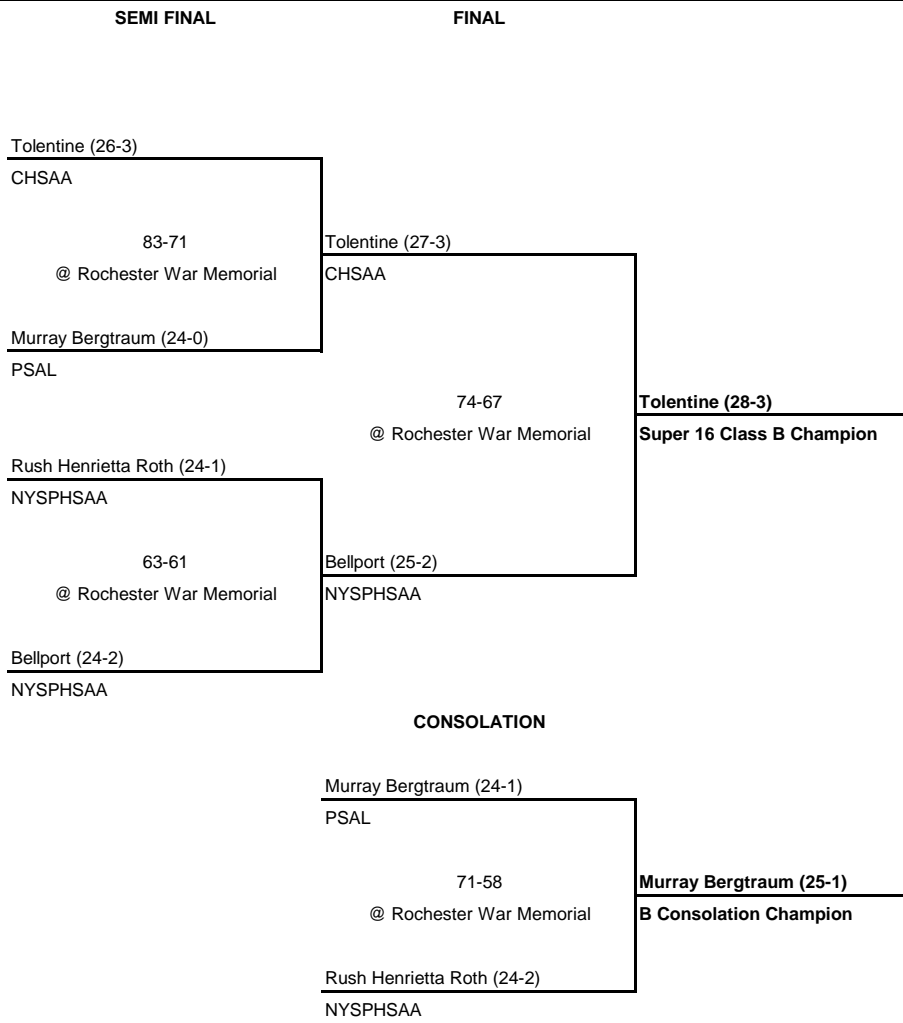 SEMI FINAL
FINAL
Tolentine (26-3)
CHSAA
83-71
@ Rochester War Memorial
Murray Bergtraum (24-0)
PSAL
Tolentine (27-3)
CHSAA
74-67
@ Rochester War Memorial
Tolentine (28-3)
Super 16 Class B Champion
Rush Henrietta Roth (24-1)
NYSPHSAA
63-61
@ Rochester War Memorial
Bellport (24-2)
NYSPHSAA
Bellport (25-2)
NYSPHSAA
CONSOLATION
Murray Bergtraum (24-1)
PSAL
71-58
@ Rochester War Memorial
Murray Bergtraum (25-1)
B Consolation Champion
Rush Henrietta Roth (24-2)
NYSPHSAA